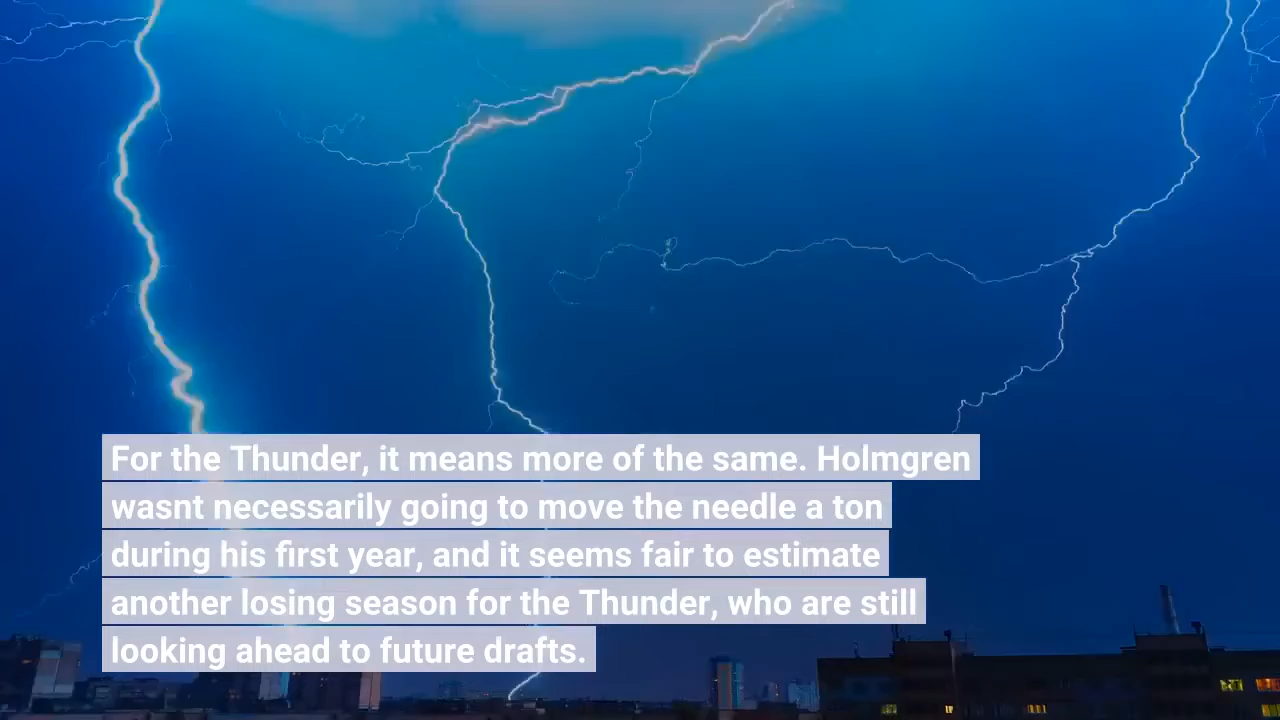 For the Thunder, it means more of the same. Holmgren
wasnt necessarily going to move the needle a ton
during his first year, and it seems fair to estimate
another losing season for the Thunder, who are still
looking ahead to future drafts.